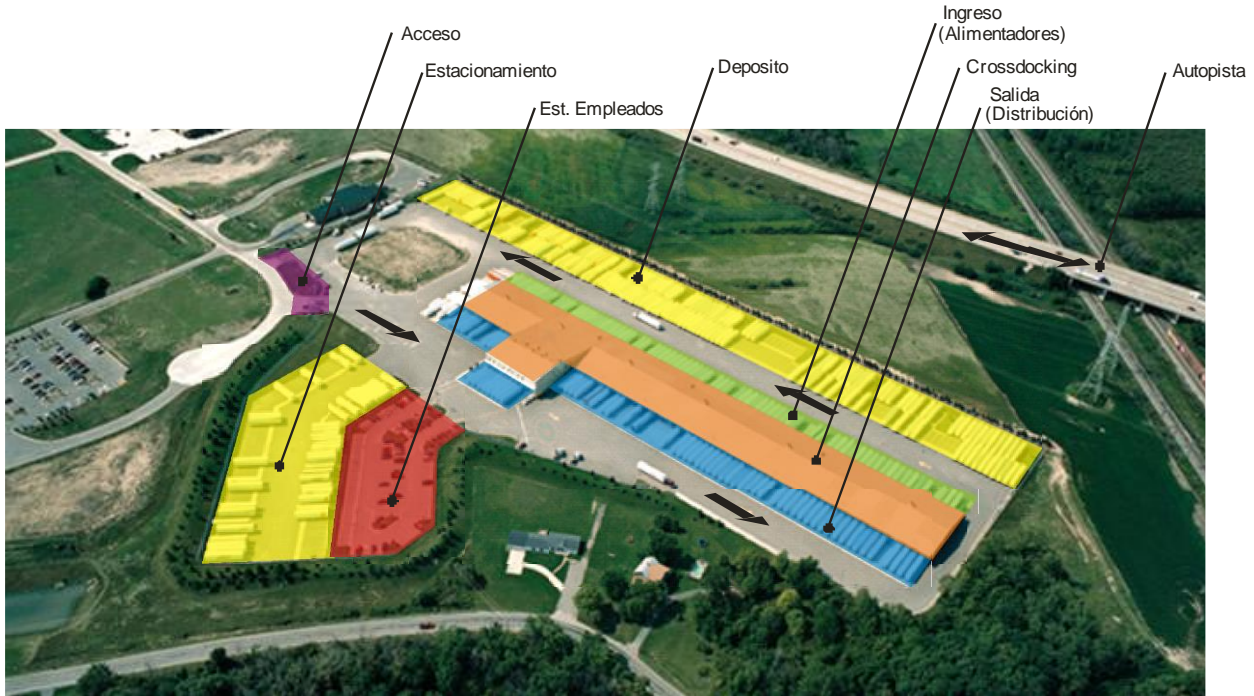 Acceso
Estacionamiento
Est. Empleados
Deposito
Ingreso
(Alimentadores)
Crossdocking
Salida
(Distribución)
Autopista